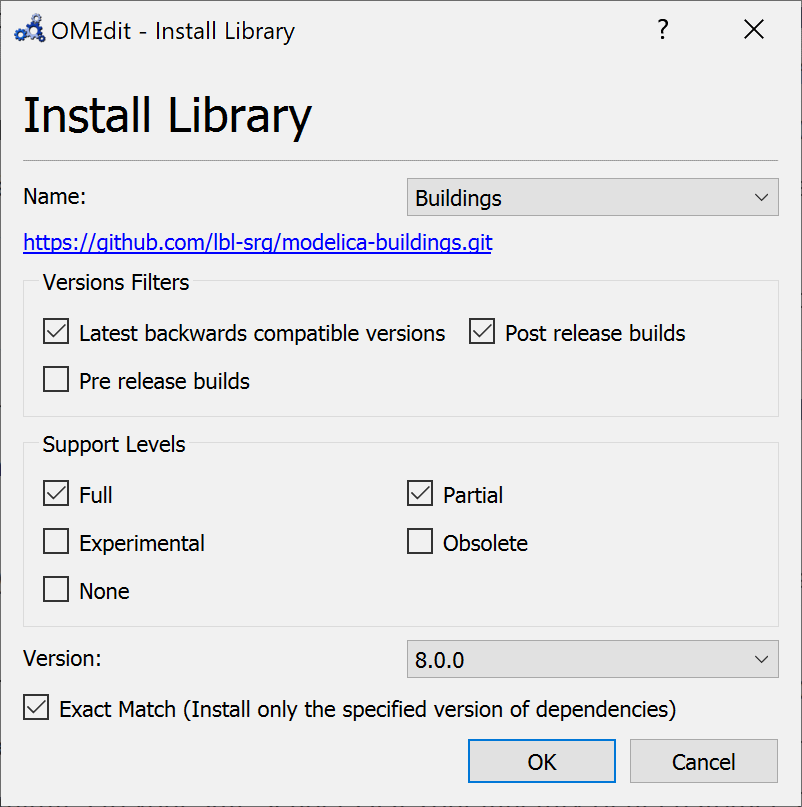 OMEdit - Install Library
?
Install Library
Name: Buildings
https://github.com/lbl-srg/modelica-buildings.git
Versions Filters
Latest backwards compatible versions Post release builds
Pre release builds
Support Levels
Full Partial
Experimental Obsolete
None
Version: 8.0.0
Exact Match (Install only the specified version of dependencies)
OK Cancel